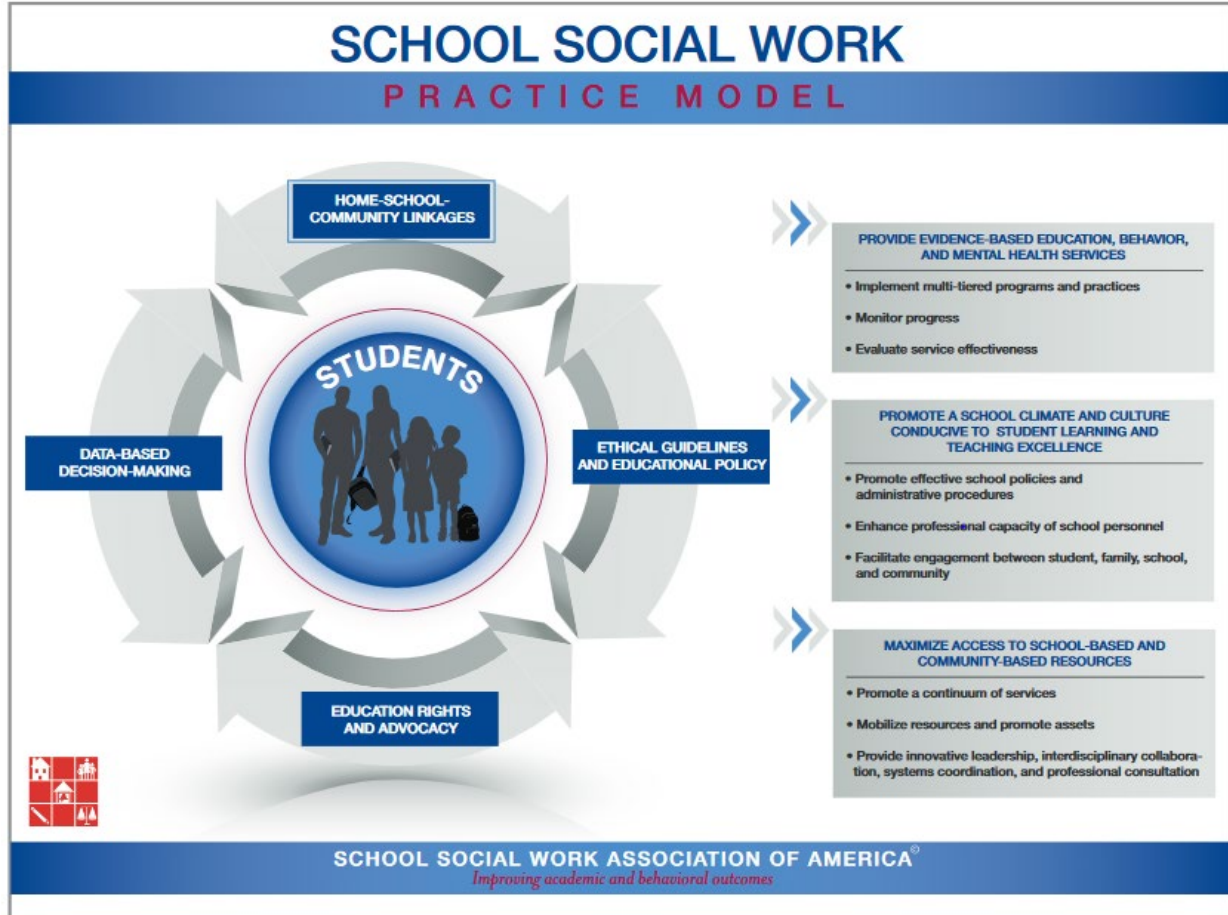 SCHOOL SOCIAL WORK
PRACTICE MODEL
HOME-SCHOOL-
COMMUNITY LINKAGES
STUDENTS
DATA-BASED
DECISION-MAKING
ETHICAL GUIDELINES
AND EDUCATIONAL POLICY
EDUCATION RIGHTS
AND ADVOCACY
PROVIDE EVIDENCE-BASED EDUCATION, BEHAVIOR,
AND MENTAL HEALTH SERVICES
• Implement multi-tiered programs and practices
• Monitor progress
• Evaluate service effectiveness
PROMOTE A SCHOOL CLIMATE AND CULTURE
CONDUCIVE TO STUDENT LEARNING AND
TEACHING EXCELLENCE
• Promote effective school policies and
administrative procedures
• Enhance professional capacity of school personnel
• Facilitate engagement between student, family, school,
and community
MAXIMIZE ACCESS TO SCHOOL-BASED AND
COMMUNITY-BASED RESOURCES
• Promote a continuum of services
• Mobilize resources and promote assets
• Provide innovative leadership, interdisciplinary collabora-
tion, systems coordination, and professional consultation
SCHOOL SOCIAL WORK ASSOCIATION OF AMERICA©
Improving academic and behavioral outcomes